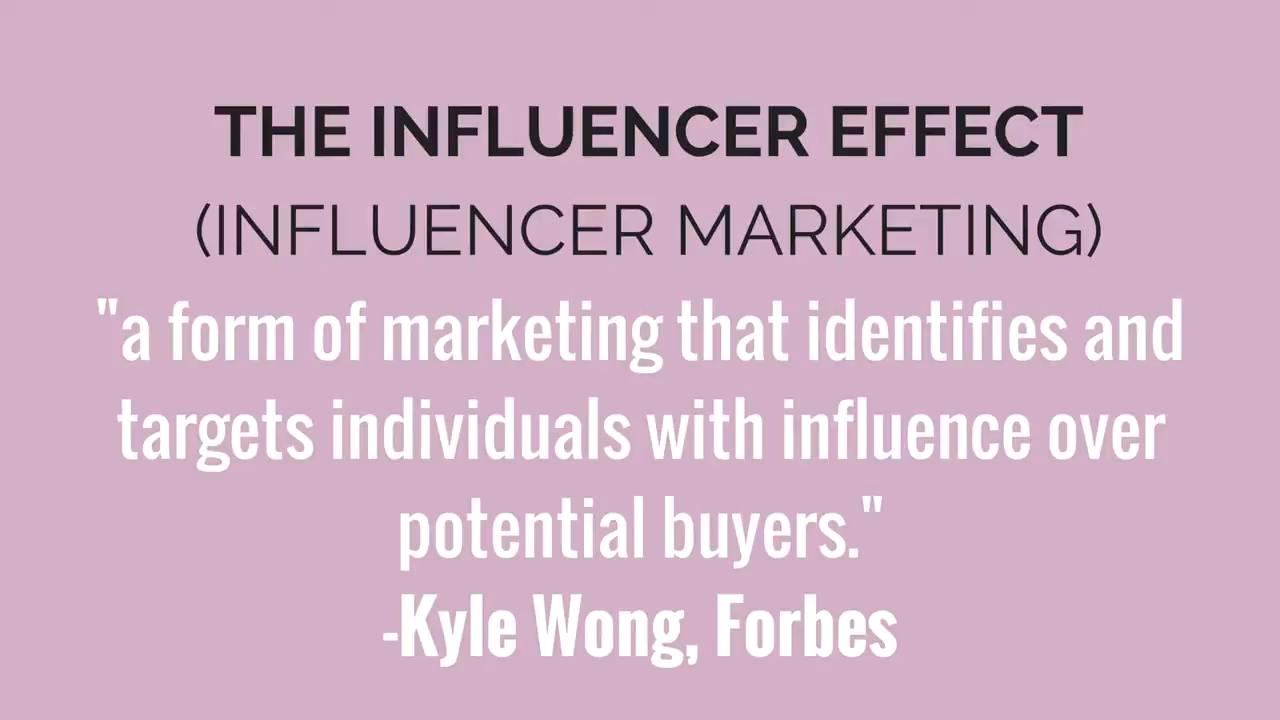 THE INFLUENCER EFFECT
(INFLUENCER MARKETING)
"a form of marketing that identifies and
targets individuals with influence over
potential buyers."
-Kyle Wong, Forbes